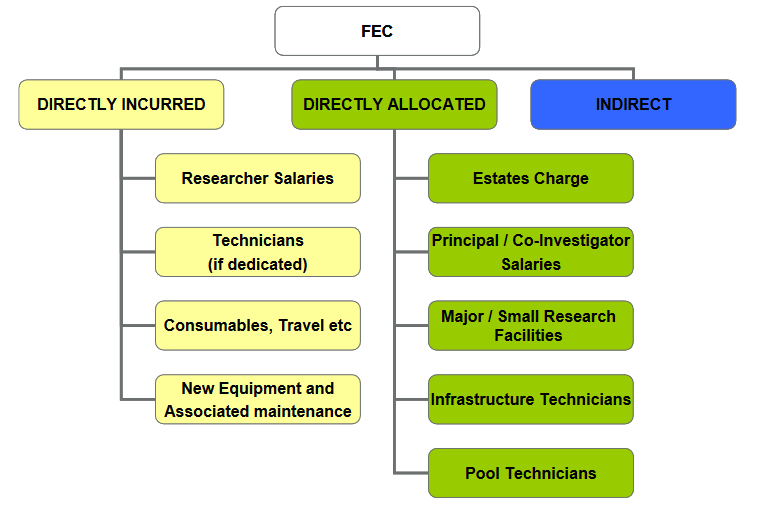 FEC
DIRECTLY INCURRED
DIRECTLY ALLOCATED
INDIRECT
Researcher Salaries
Technicians
(if dedicated)
Consumables, Travel etc
New Equipment and
Associated maintenance
Estates Charge
Principal / Co-Investigator
Salaries
Major / Small Research
Facilities
Infrastructure Technicians
Pool Technicians